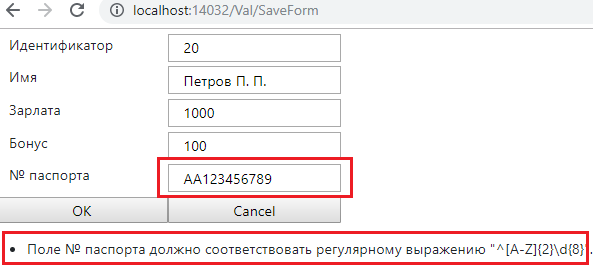 localhost:14032/Val/SaveForm
Идентификатор 20
Имя Петров П. П.
Зарлата 1000
Бонус 100
№ паспорта AA123456789
OK Cancel
• Поле № паспорта должно соответствовать регулярному выражению "^[A-Z]{2}\d{8}".